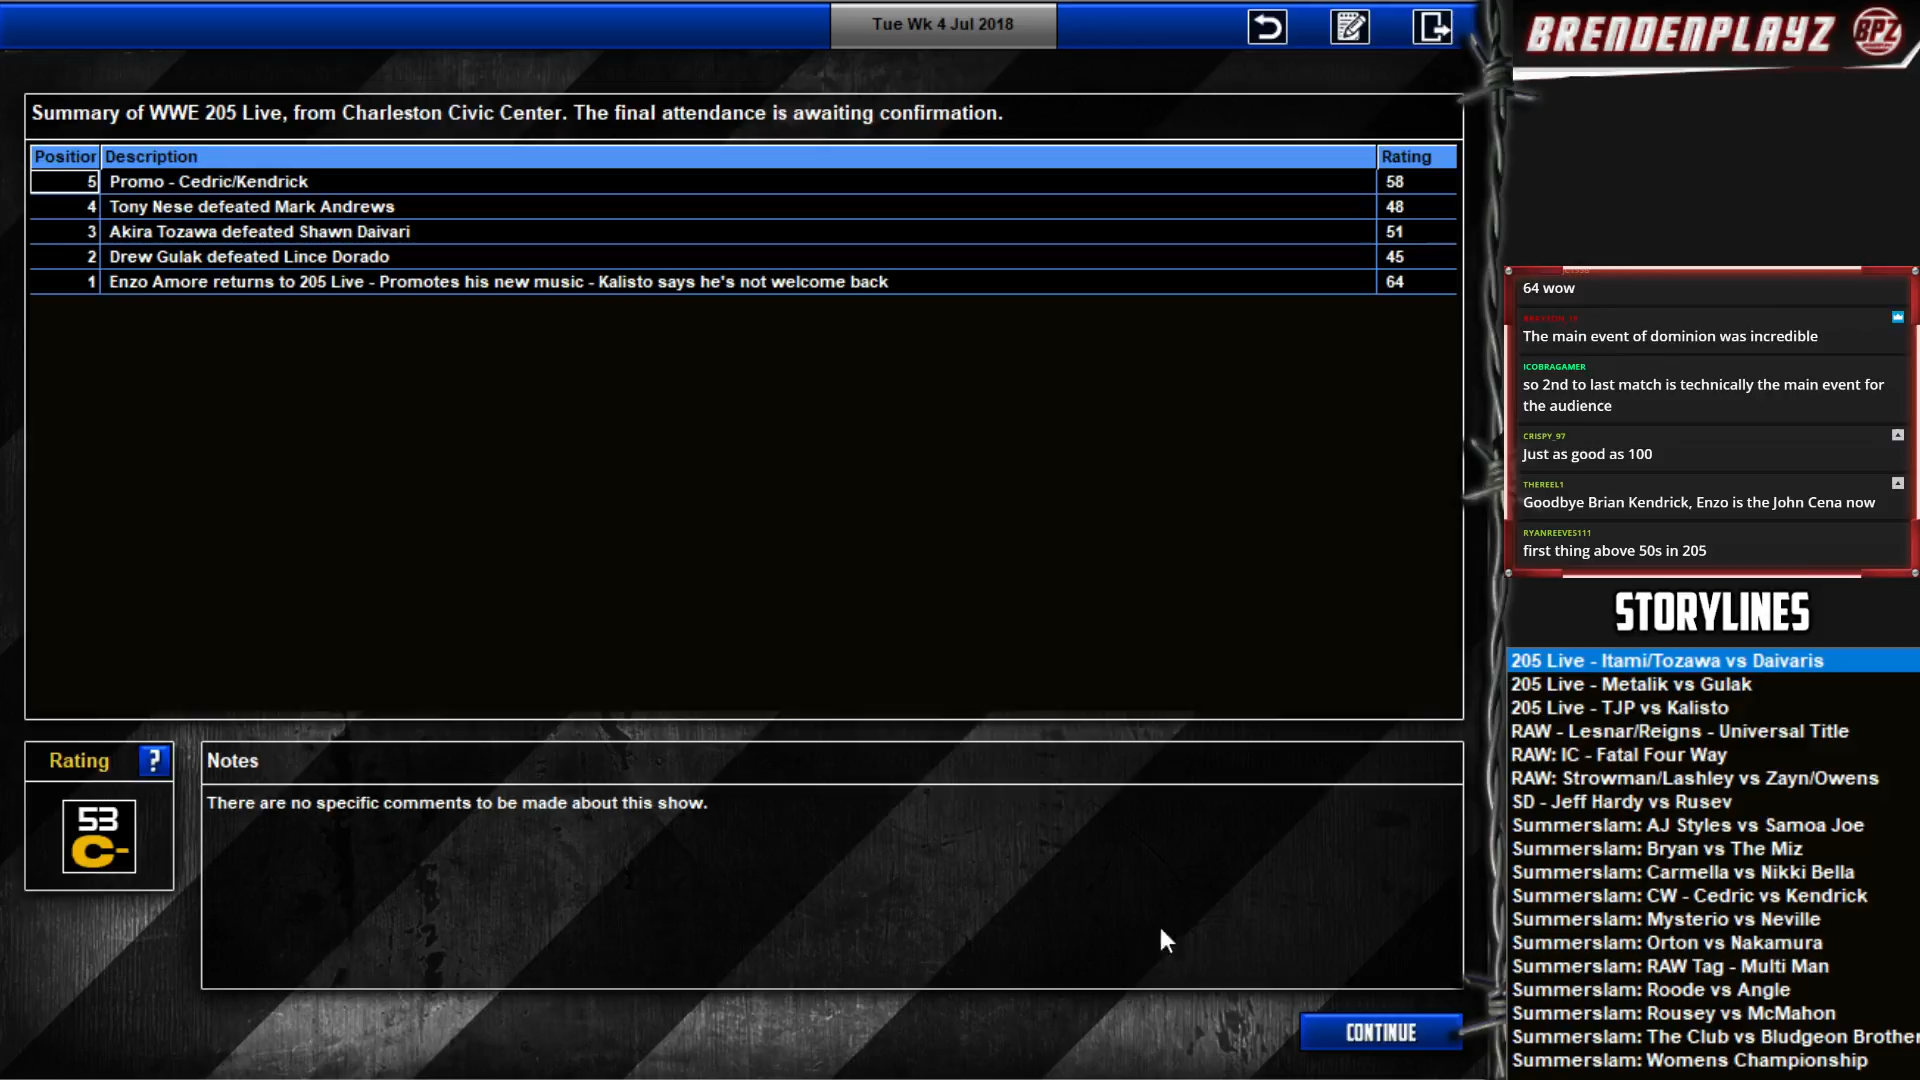 Tue Wk 4 Jul 2018
BRENDENPLAYZ
BPZ
Summary of WWE 205 Live, from Charleston Civic Center. The final attendance is awaiting confirmation.
Position Description Rating
5 Promo - Cedric/Kendrick 58
4 Tony Nese defeated Mark Andrews 48
3 Akira Tozawa defeated Shawn Daivari 51
2 Drew Gulak defeated Lince Dorado 45
1 Enzo Amore returns to 205 Live - Promotes his new music - Kalisto says he's not welcome back 64
Rating ?
53
C-
Notes
There are no specific comments to be made about this show.
CONTINUE
64 wow
The main event of dominion was incredible
ICOBRAGAMER
so 2nd to last match is technically the main event for
the audience
CRISPY_97
Just as good as 100
THEREEL1
Goodbye Brian Kendrick, Enzo is the John Cena now
RYANREEVES111
first thing above 50s in 205
STORYLINES
205 Live - Itami/Tozawa vs Daivaris
205 Live - Metalik vs Gulak
205 Live - TJP vs Kalisto
RAW - Lesnar/Reigns - Universal Title
RAW: IC - Fatal Four Way
RAW: Strowman/Lashley vs Zayn/Owens
SD - Jeff Hardy vs Rusev
Summerslam: AJ Styles vs Samoa Joe
Summerslam: Bryan vs The Miz
Summerslam: Carmella vs Nikki Bella
Summerslam: CW - Cedric vs Kendrick
Summerslam: Mysterio vs Neville
Summerslam: Orton vs Nakamura
Summerslam: RAW Tag - Multi Man
Summerslam: Roode vs Angle
Summerslam: Rousey vs McMahon
Summerslam: The Club vs Bludgeon Brother
Summerslam: Womens Championship